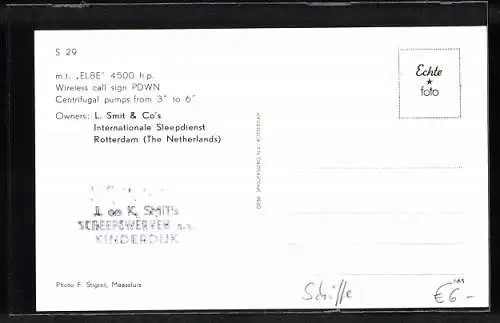 S 29
m.t. „ELBE" 4500 h.p.
Wireless call sign PDWN
Centrifugal pumps from 3" to 6"
Owners: L. Smit & Co's
Internationale Sleepdienst
Rotterdam (The Netherlands)
J. en K. SMIT's
SCHEEPSWERVEN n.v.
KINDERDIJK
Photo F. Stigter, Maassluis
Echte
★
foto
Schiffe
€ 6 -